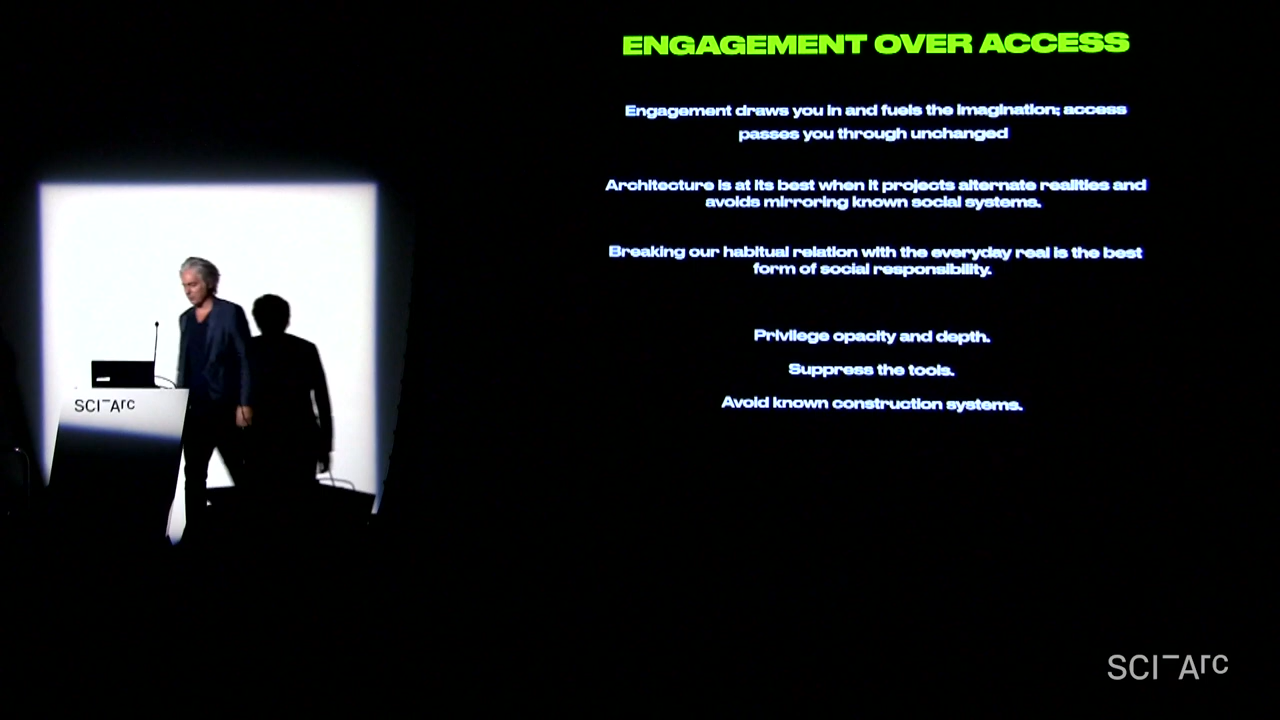 ENGAGEMENT OVER ACCESS
Engagement draws you in and fuels the imagination; access
passes you through unchanged
Architecture is at its best when it projects alternate realities and
avoids mirroring known social systems.
Breaking our habitual relation with the everyday real is the best
form of social responsibility.
Privilege opacity and depth.
Suppress the tools.
Avoid known construction systems.
SCI-Arc
SCI-Arc